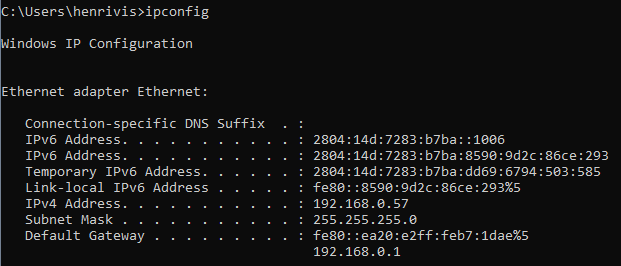 C:\Users\henrivis>ipconfig
Windows IP Configuration
Ethernet adapter Ethernet:
Connection-specific DNS Suffix  . :
IPv6 Address. . . . . . . . . . . : 2804:14d:7283:b7ba::1006
IPv6 Address. . . . . . . . . . . : 2804:14d:7283:b7ba:8590:9d2c:86ce:293
Temporary IPv6 Address. . . . . . : 2804:14d:7283:b7ba:dd69:6794:503:585
Link-local IPv6 Address . . . . . : fe80::8590:9d2c:86ce:293%5
IPv4 Address. . . . . . . . . . . : 192.168.0.57
Subnet Mask . . . . . . . . . . . : 255.255.255.0
Default Gateway . . . . . . . . . : fe80::ea20:e2ff:feb7:1dae%5
192.168.0.1